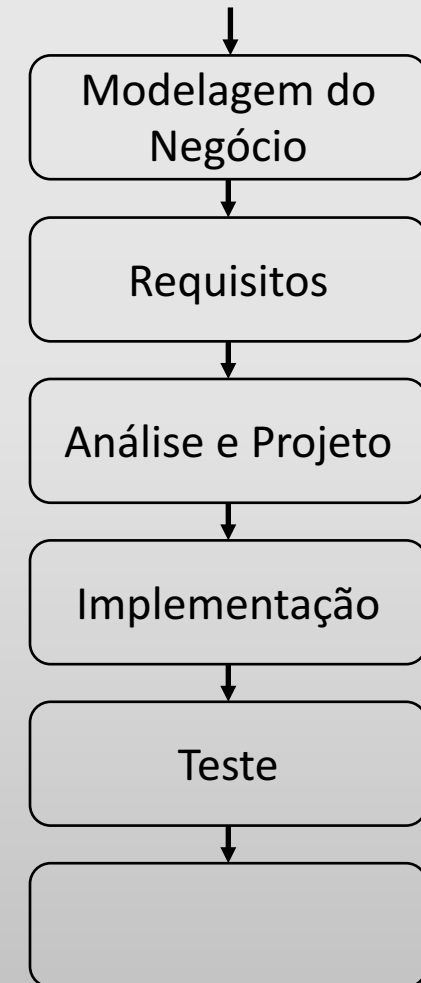 Modelagem do
Negócio
Requisitos
Análise e Projeto
Implementação
Teste